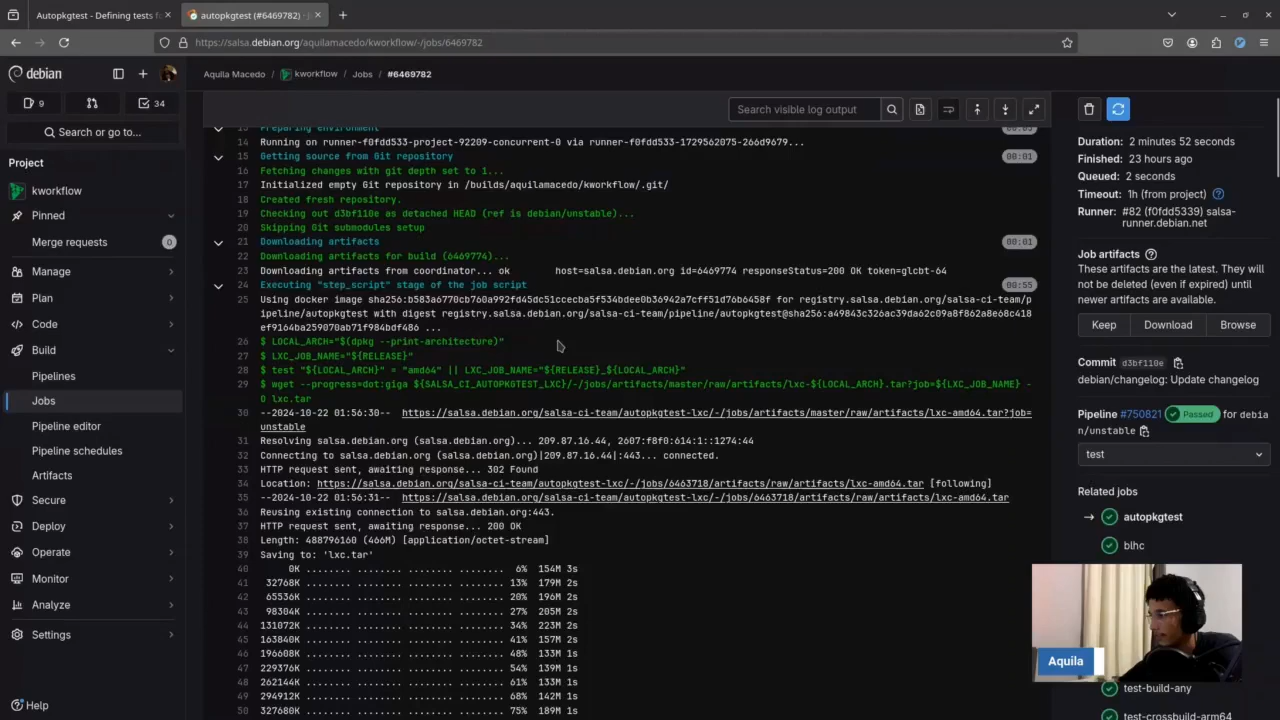 Autopkgtest - Defining tests f
autopkgtest (#6469782) · J
https://salsa.debian.org/aquilamacedo/kworkflow/-/jobs/6469782
debian
9
34
Search or go to...
Project
kworkflow
Pinned
Merge requests 0
Manage
Plan
Code
Build
Pipelines
Jobs
Pipeline editor
Pipeline schedules
Artifacts
Secure
Deploy
Operate
Monitor
Analyze
Settings
Help
Aquila Macedo / kworkflow / Jobs / #6469782
Search visible log output
13 Preparing environment 00:03
14 Running on runner-f0fdd533-project-92209-concurrent-0 via runner-f0fdd533-1729562075-266d9679...
15 Getting source from Git repository 00:01
16 Fetching changes with git depth set to 1...
17 Initialized empty Git repository in /builds/aquilamacedo/kworkflow/.git/
18 Created fresh repository.
19 Checking out d3bf110e as detached HEAD (ref is debian/unstable)...
20 Skipping Git submodules setup
21 Downloading artifacts 00:01
22 Downloading artifacts for build (6469774)...
23 Downloading artifacts from coordinator... ok host=salsa.debian.org id=6469774 responseStatus=200 OK token=glcbt-64
24 Executing "step_script" stage of the job script 00:55
25 Using docker image sha256:b583a6770cb760a992fd45dc51ccecba5f534bdee0b36942a7cff51d76b6458f for registry.salsa.debian.org/salsa-ci-team/p
ipeline/autopkgtest with digest registry.salsa.debian.org/salsa-ci-team/pipeline/autopkgtest@sha256:a49843c326ac39da62c09a8f862a8e68c418
ef9164ba259070ab71f984bdf486 ...
26 $ LOCAL_ARCH="$(dpkg --print-architecture)"
27 $ LXC_JOB_NAME="${RELEASE}"
28 $ test "${LOCAL_ARCH}" = "amd64" || LXC_JOB_NAME="${RELEASE}_${LOCAL_ARCH}"
29 $ wget --progress=dot:giga ${SALSA_CI_AUTOPKGTEST_LXC}/-/jobs/artifacts/master/raw/artifacts/lxc-${LOCAL_ARCH}.tar?job=${LXC_JOB_NAME} -
O lxc.tar
30 --2024-10-22 01:56:30-- https://salsa.debian.org/salsa-ci-team/autopkgtest-lxc/-/jobs/artifacts/master/raw/artifacts/lxc-amd64.tar?job=
unstable
31 Resolving salsa.debian.org (salsa.debian.org)... 209.87.16.44, 2607:f8f0:614:1::1274:44
32 Connecting to salsa.debian.org (salsa.debian.org)|209.87.16.44|:443... connected.
33 HTTP request sent, awaiting response... 302 Found
34 Location: https://salsa.debian.org/salsa-ci-team/autopkgtest-lxc/-/jobs/6463718/artifacts/raw/artifacts/lxc-amd64.tar [following]
35 --2024-10-22 01:56:31-- https://salsa.debian.org/salsa-ci-team/autopkgtest-lxc/-/jobs/6463718/artifacts/raw/artifacts/lxc-amd64.tar
36 Reusing existing connection to salsa.debian.org:443.
37 HTTP request sent, awaiting response... 200 OK
38 Length: 488796160 (466M) [application/octet-stream]
39 Saving to: 'lxc.tar'
40 0K ........ ........ ........ ........ 6% 154M 3s
41 32768K ........ ........ ........ ........ 13% 179M 2s
42 65536K ........ ........ ........ ........ 20% 196M 2s
43 98304K ........ ........ ........ ........ 27% 205M 2s
44 131072K ........ ........ ........ ........ 34% 223M 2s
45 163840K ........ ........ ........ ........ 41% 157M 2s
46 196608K ........ ........ ........ ........ 48% 133M 1s
47 229376K ........ ........ ........ ........ 54% 139M 1s
48 262144K ........ ........ ........ ........ 61% 133M 1s
49 294912K ........ ........ ........ ........ 68% 142M 1s
50 327680K ........ ........ ........ ........ 75% 189M 1s
Duration: 2 minutes 52 seconds
Finished: 23 hours ago
Queued: 2 seconds
Timeout: 1h (from project)
Runner: #82 (f0fdd5339) salsa-
runner.debian.net
Job artifacts
These artifacts are the latest. They will
not be deleted (even if expired) until
newer artifacts are available.
Keep Download Browse
Commit d3bf110e
debian/changelog: Update changelog
Pipeline #750821 Passed for debia
n/unstable
test
Related jobs
autopkgtest
blhc
Aquila
test-build-any
test-crossbuild-arm64